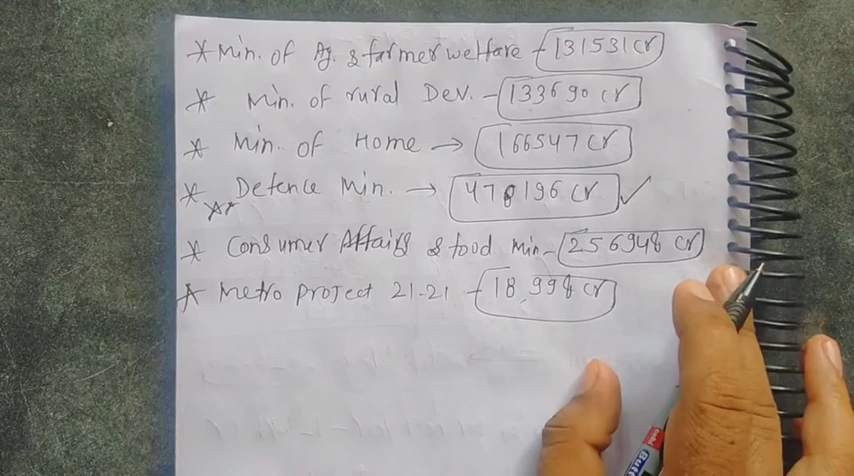 * Min. of Ag. & farmer welfare - 131531 cr
* Min. of rural Dev. - 133690 cr
* Min. of Home → 166547 cr
* Defence Min. → 478196 cr ✓
* Consumer Affairs & food min - 256948 cr
* Metro project 21-21 - 18,998 cr